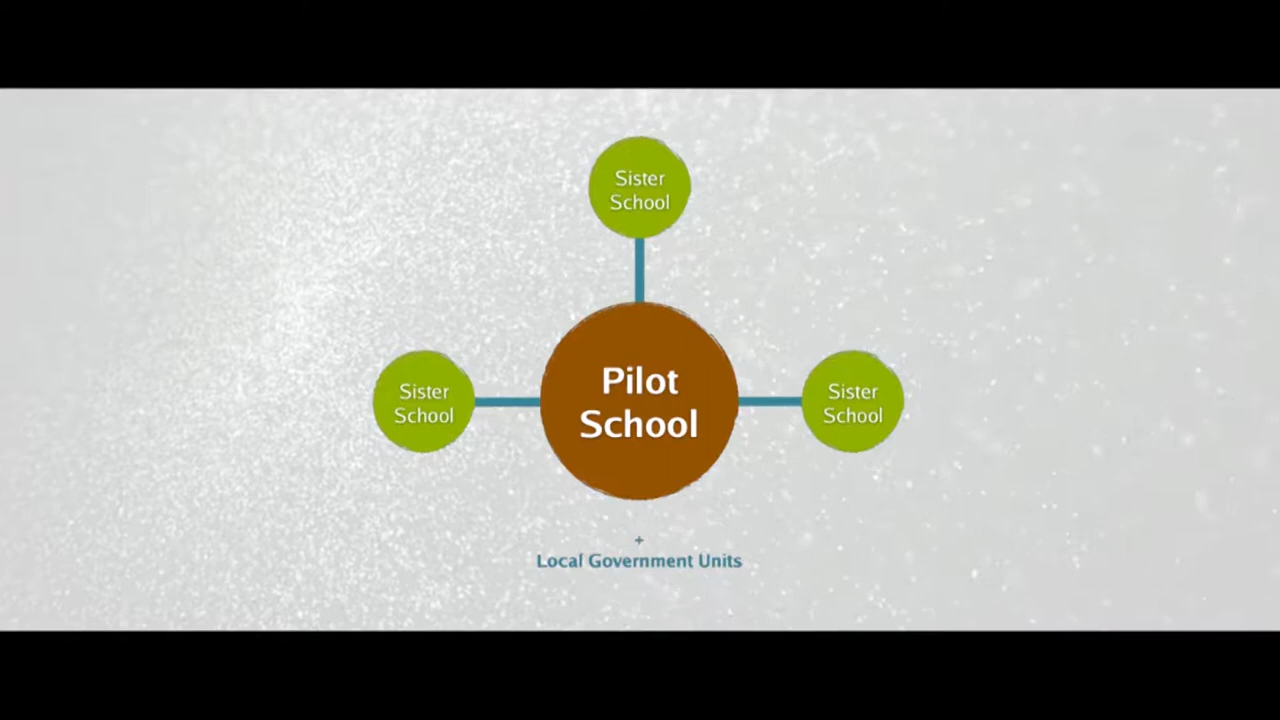 Sister
School
Sister
School
Pilot
School
Sister
School
+
Local Government Units